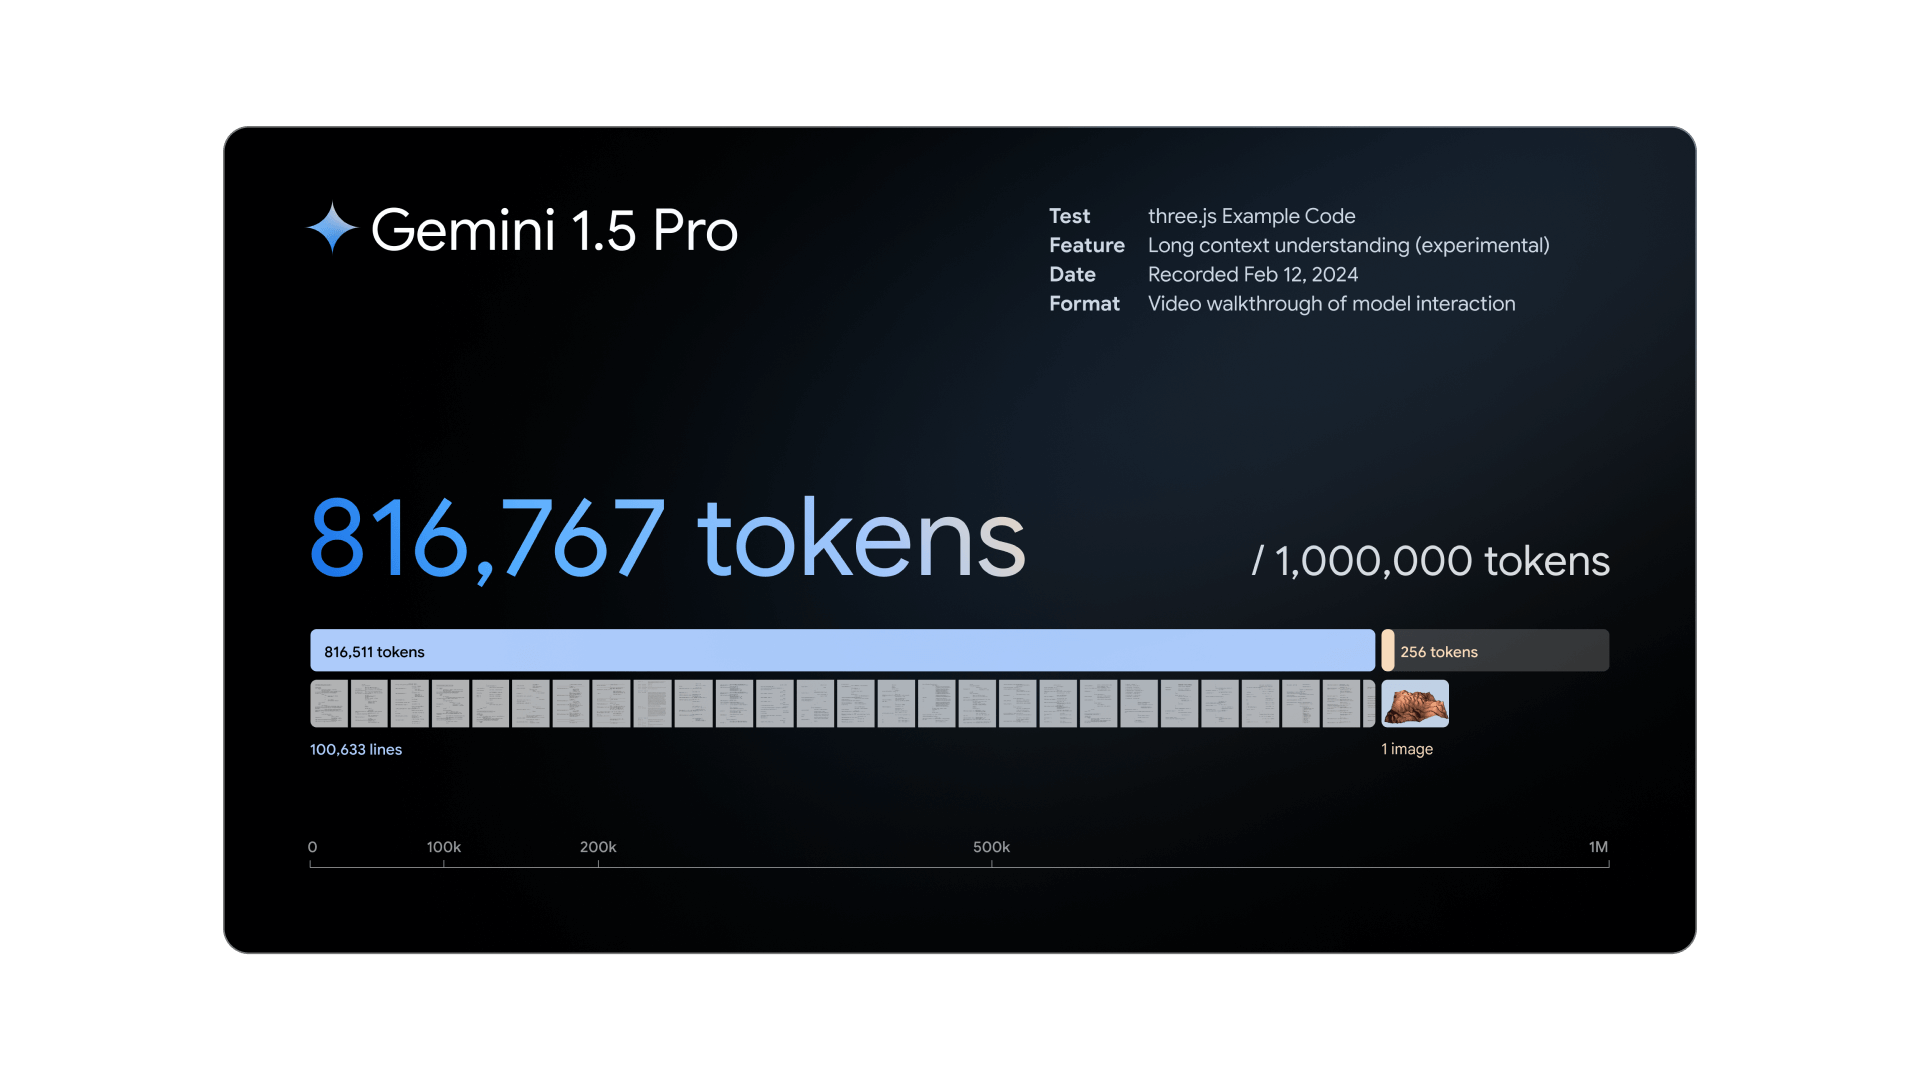 Gemini 1.5 Pro
Test three.js Example Code
Feature Long context understanding (experimental)
Date Recorded Feb 12, 2024
Format Video walkthrough of model interaction
816,767 tokens
/ 1,000,000 tokens
816,511 tokens
256 tokens
100,633 lines
1 image
0 100k 200k 500k 1M